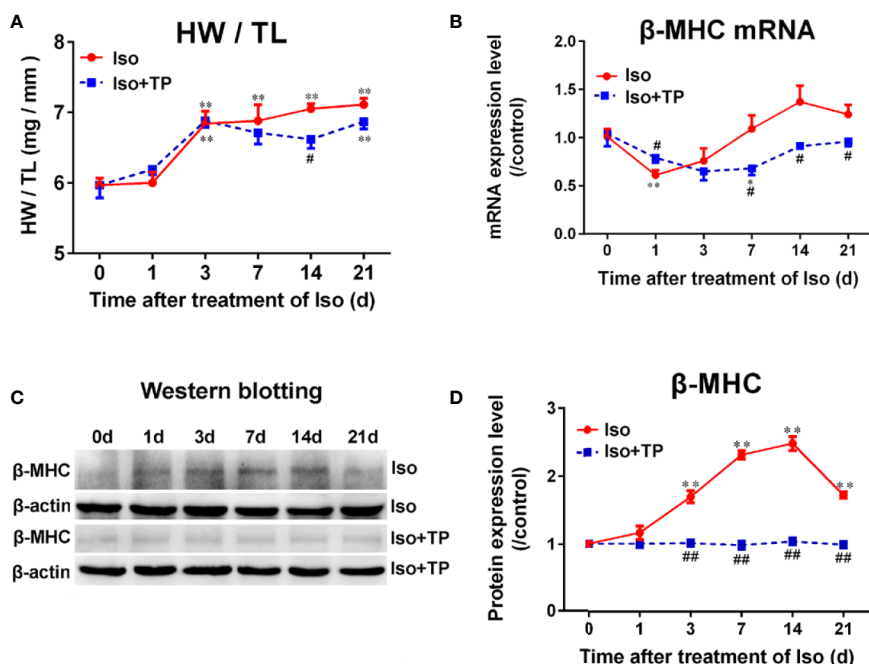 A
HW / TL
Iso
Iso+TP
HW / TL (mg / mm)
8
7
6
5
** ** ** **
** # **
0 1 3 7 14 21
Time after treatment of Iso (d)
B
β-MHC mRNA
Iso
Iso+TP
mRNA expression level
(/control)
2.0
1.5
1.0
0.5
0.0
#
** * # #
#
0 1 3 7 14 21
Time after treatment of Iso (d)
C
Western blotting
0d 1d 3d 7d 14d 21d
β-MHC Iso
β-actin Iso
β-MHC Iso+TP
β-actin Iso+TP
D
β-MHC
Iso
Iso+TP
Protein expression level
(/control)
3
2
1
0
** ** ** **
## ## ## ##
0 1 3 7 14 21
Time after treatment of Iso (d)